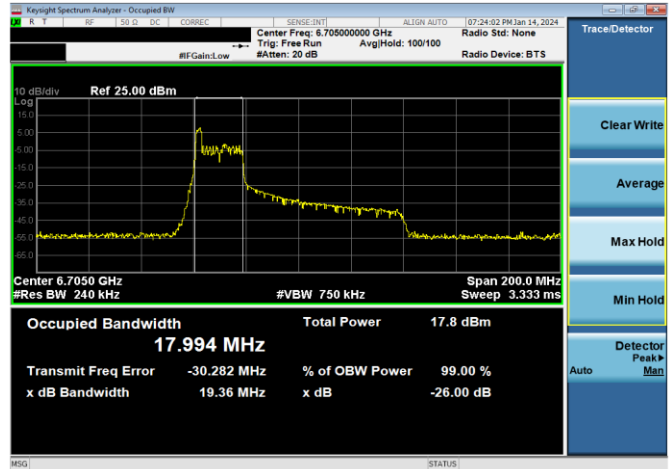 Keysight Spectrum Analyzer - Occupied BW
R T RF 50 Ω DC CORREC SENSE:INT ALIGN AUTO 07:24:02 PM Jan 14, 2024
Center Freq: 6.705000000 GHz Radio Std: None
Trig: Free Run Avg|Hold: 100/100
#IFGain:Low #Atten: 20 dB Radio Device: BTS
Trace/Detector
10 dB/div Ref 25.00 dBm
Log
15.0
5.00
-5.00
-15.0
-25.0
-35.0
-45.0
-55.0
-65.0
Center 6.7050 GHz Span 200.0 MHz
#Res BW 240 kHz #VBW 750 kHz Sweep 3.333 ms
Occupied Bandwidth Total Power 17.8 dBm
17.994 MHz
Transmit Freq Error -30.282 MHz % of OBW Power 99.00 %
x dB Bandwidth 19.36 MHz x dB -26.00 dB
Clear Write
Average
Max Hold
Min Hold
Detector
Peak▶
Auto Man
MSG STATUS